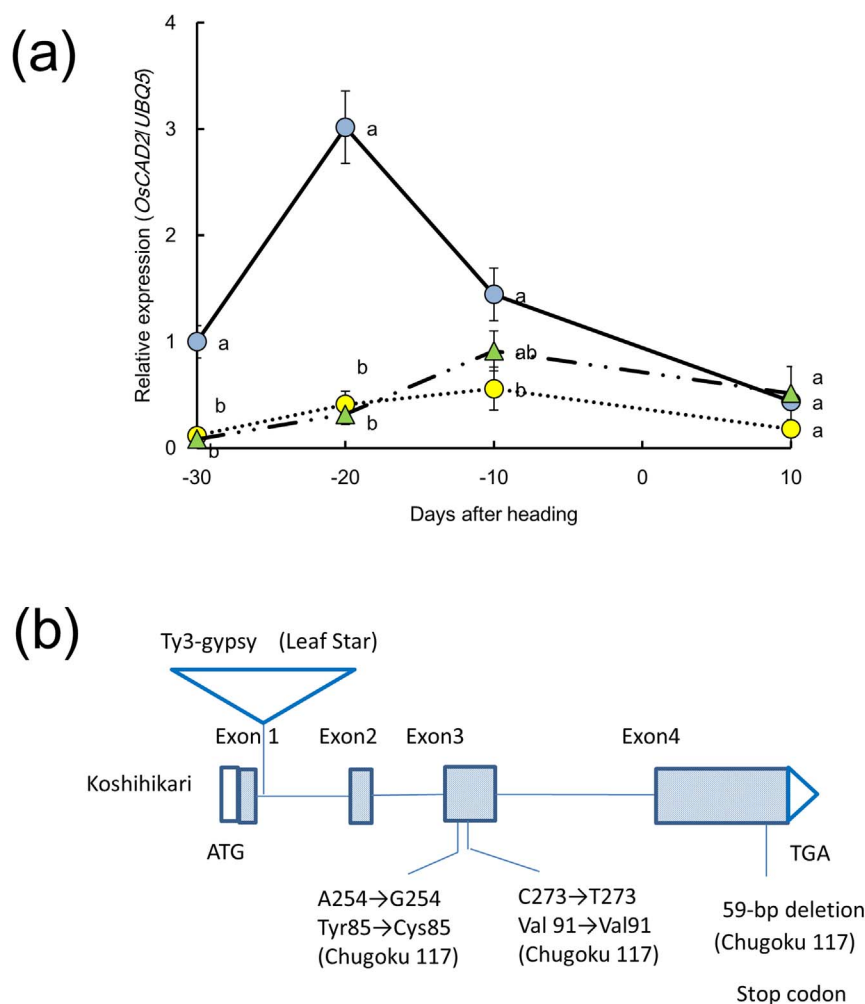 (a)
4
3
2
1
0
Relative expression (OsCAD2/UBQ5)
a
a
b
b
b
b
a
ab
b
a
a
a
-30
-20
-10
0
10
Days after heading
(b)
Ty3-gypsy (Leaf Star)
Exon 1 Exon2 Exon3 Exon4
Koshihikari
ATG
TGA
A254→G254
Tyr85→Cys85
(Chugoku 117)
C273→T273
Val 91→Val91
(Chugoku 117)
59-bp deletion
(Chugoku 117)
Stop codon